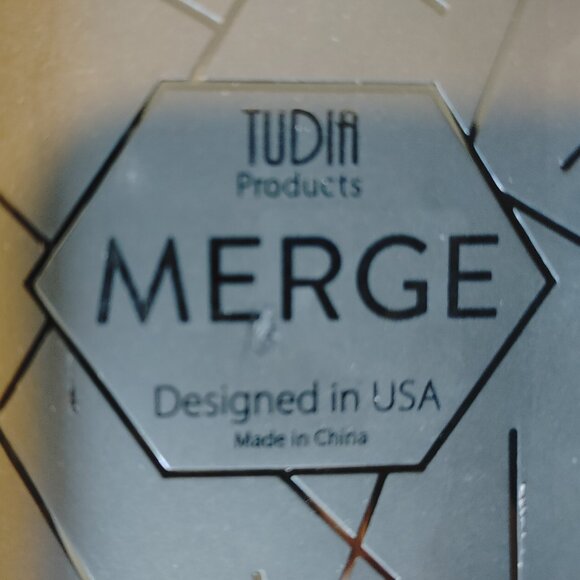 TUDIA
Products
MERGE
Designed in USA
Made in China